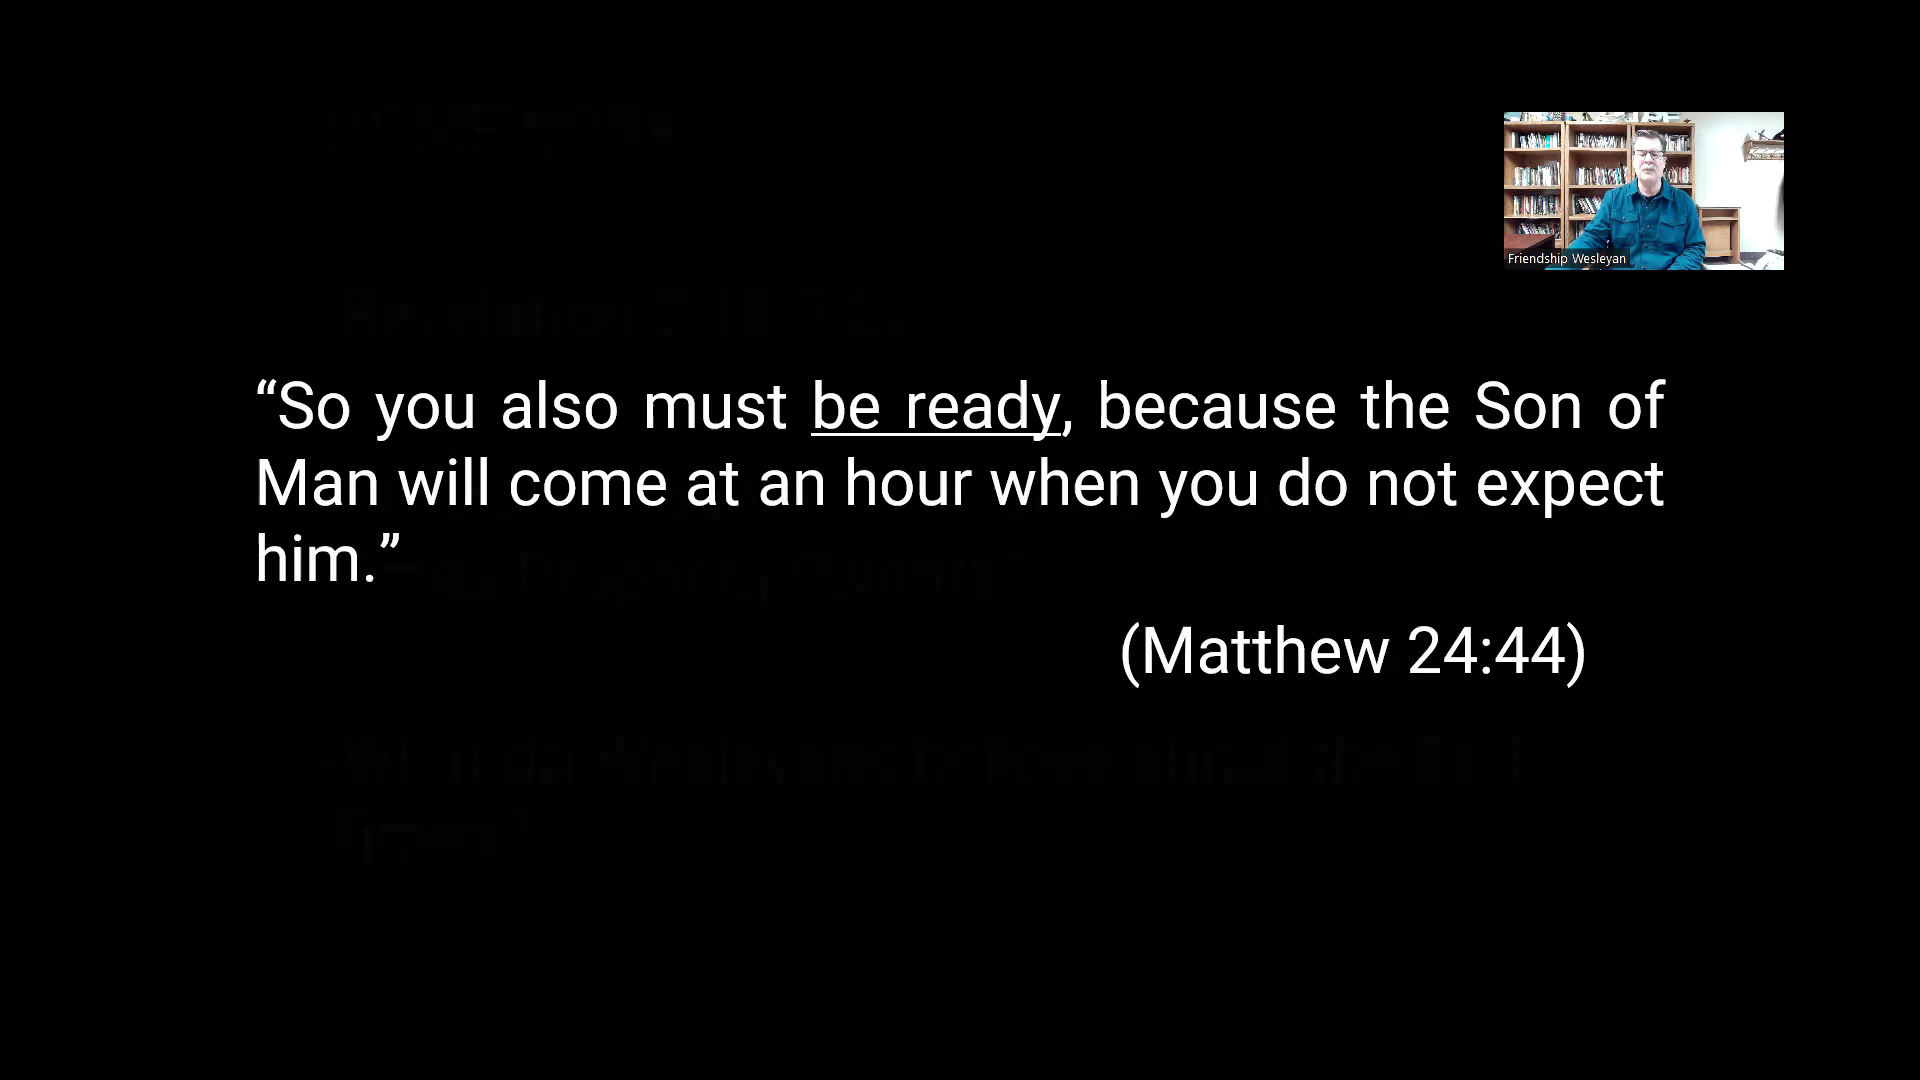 Friendship Wesleyan
“So you also must be ready, because the Son of
Man will come at an hour when you do not expect
him.”
(Matthew 24:44)